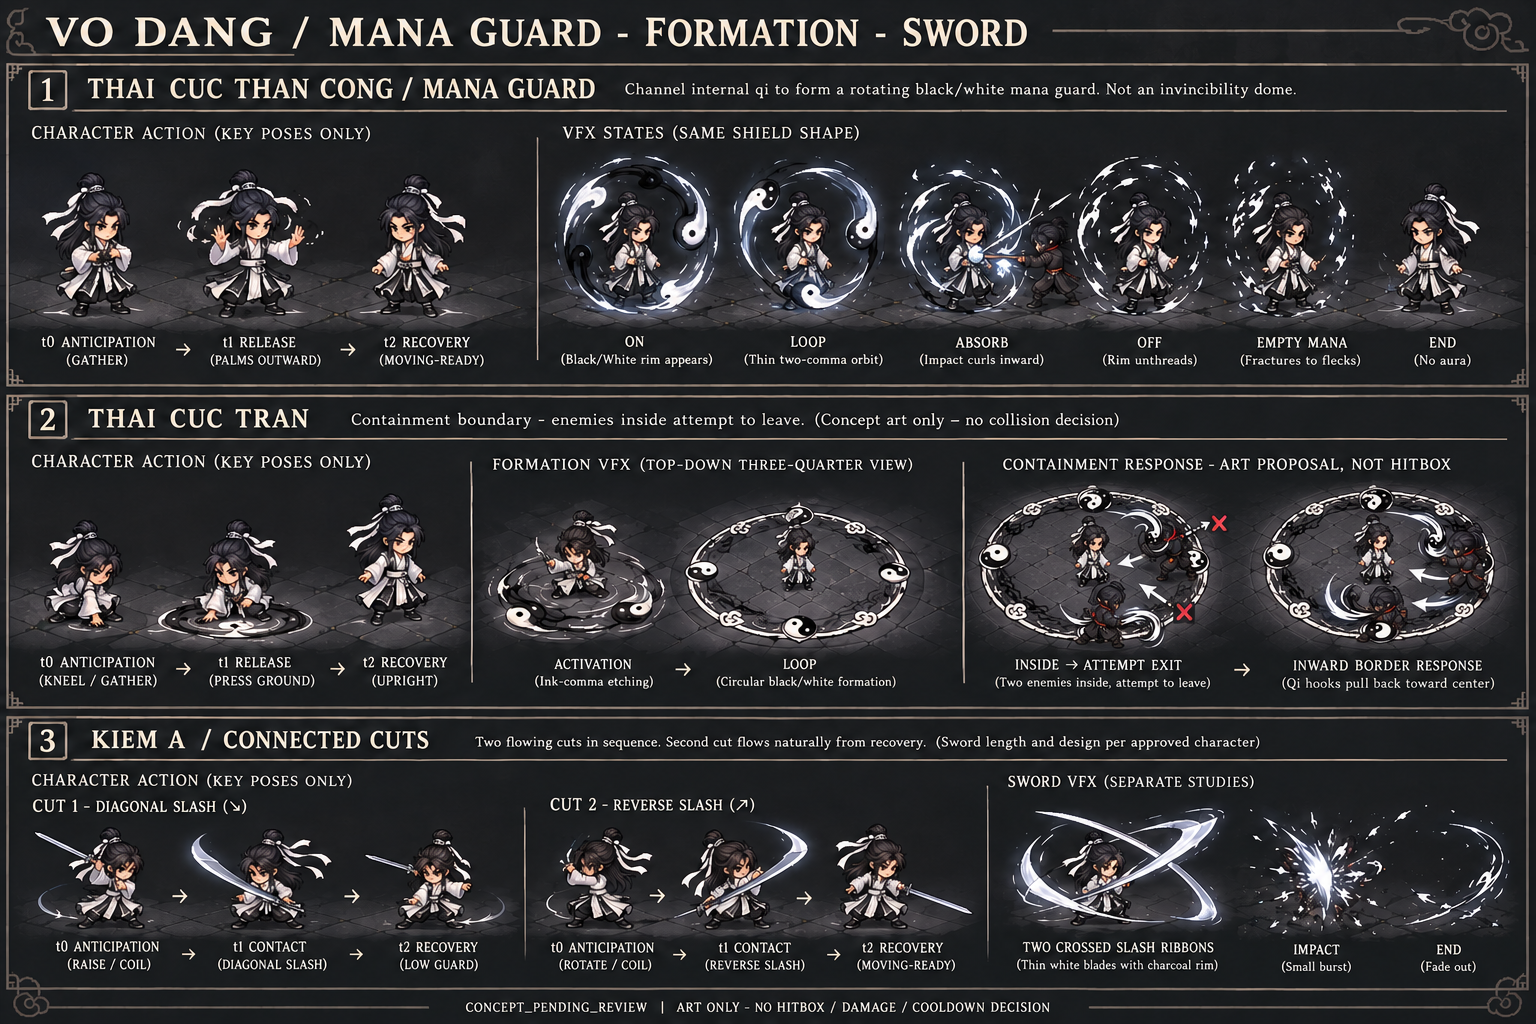 VO DANG / MANA GUARD - FORMATION - SWORD
1 THAI CUC THAN CONG / MANA GUARD Channel internal qi to form a rotating black/white mana guard. Not an invincibility dome.
CHARACTER ACTION (KEY POSES ONLY)
t0 ANTICIPATION → t1 RELEASE → t2 RECOVERY
(GATHER) (PALMS OUTWARD) (MOVING-READY)
VFX STATES (SAME SHIELD SHAPE)
ON LOOP ABSORB OFF EMPTY MANA END
(Black/White rim appears) (Thin two-comma orbit) (Impact curls inward) (Rim unthreads) (Fractures to flecks) (No aura)
2 THAI CUC TRAN Containment boundary - enemies inside attempt to leave. (Concept art only – no collision decision)
CHARACTER ACTION (KEY POSES ONLY)
t0 ANTICIPATION → t1 RELEASE → t2 RECOVERY
(KNEEL / GATHER) (PRESS GROUND) (UPRIGHT)
FORMATION VFX (TOP-DOWN THREE-QUARTER VIEW)
ACTIVATION → LOOP
(Ink-comma etching) (Circular black/white formation)
CONTAINMENT RESPONSE - ART PROPOSAL, NOT HITBOX
INSIDE → ATTEMPT EXIT → INWARD BORDER RESPONSE
(Two enemies inside, attempt to leave) (Qi hooks pull back toward center)
3 KIEM A / CONNECTED CUTS Two flowing cuts in sequence. Second cut flows naturally from recovery. (Sword length and design per approved character)
CHARACTER ACTION (KEY POSES ONLY)
CUT 1 - DIAGONAL SLASH (↘)
t0 ANTICIPATION → t1 CONTACT → t2 RECOVERY
(RAISE / COIL) (DIAGONAL SLASH) (LOW GUARD)
CUT 2 - REVERSE SLASH (↗)
t0 ANTICIPATION → t1 CONTACT → t2 RECOVERY
(ROTATE / COIL) (REVERSE SLASH) (MOVING-READY)
SWORD VFX (SEPARATE STUDIES)
TWO CROSSED SLASH RIBBONS IMPACT END
(Thin white blades with charcoal rim) (Small burst) (Fade out)
CONCEPT_PENDING_REVIEW | ART ONLY - NO HITBOX / DAMAGE / COOLDOWN DECISION